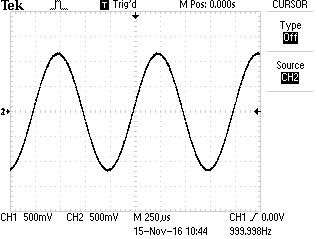 Tek T Trig'd M Pos: 0.000s CURSOR
Type
Off
Source
CH2
2
CH1 500mV CH2 500mV M 250µs CH1 / 0.00V
15-Nov-16 10:44 999.998Hz